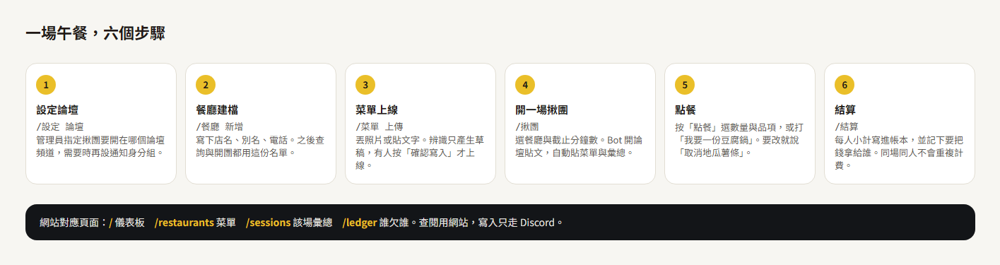 一場午餐，六個步驟
1
設定論壇
/設定 論壇
管理員指定揪團要開在哪個論壇
頻道，需要時再設通知身分組。
2
餐廳建檔
/餐廳 新增
寫下店名、別名、電話。之後查
詢與開團都用這份名單。
3
菜單上線
/菜單 上傳
丟照片或貼文字。辨識只產生草
稿，有人按「確認寫入」才上
線。
4
開一場揪團
/揪團
選餐廳與截止分鐘數。Bot 開論
壇貼文，自動貼菜單與彙總。
5
點餐
按「點餐」選數量與品項，或打
「我要一份豆腐鍋」。要改就說
「取消地瓜薯條」。
6
結算
/結算
每人小計寫進帳本，並記下要把
錢拿給誰。同場同人不會重複計
費。
網站對應頁面：/ 儀表板 /restaurants 菜單 /sessions 該場彙總 /ledger 誰欠誰。查閱用網站，寫入只走 Discord。